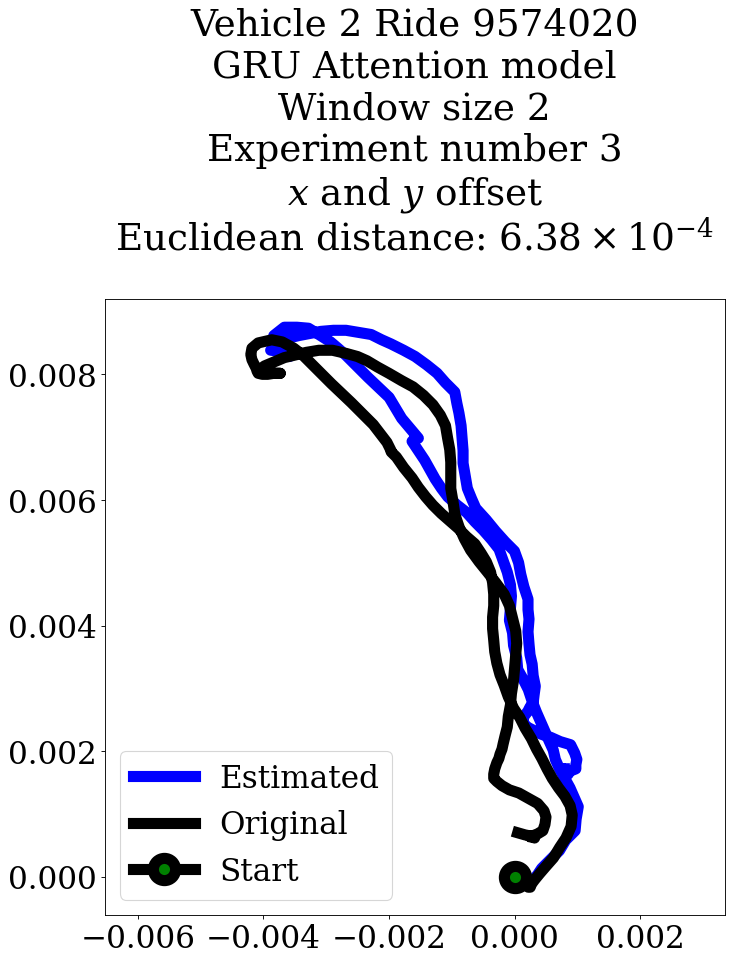 Vehicle 2 Ride 9574020
GRU Attention model
Window size 2
Experiment number 3
x and y offset
Euclidean distance: 6.38 × 10⁻⁴
0.008
0.006
0.004
0.002
0.000
Estimated
Original
Start
−0.006 −0.004 −0.002 0.000 0.002